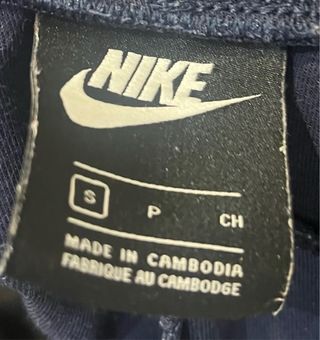 NIKE
S P CH
MADE IN CAMBODIA
FABRIQUE AU CAMBODGE